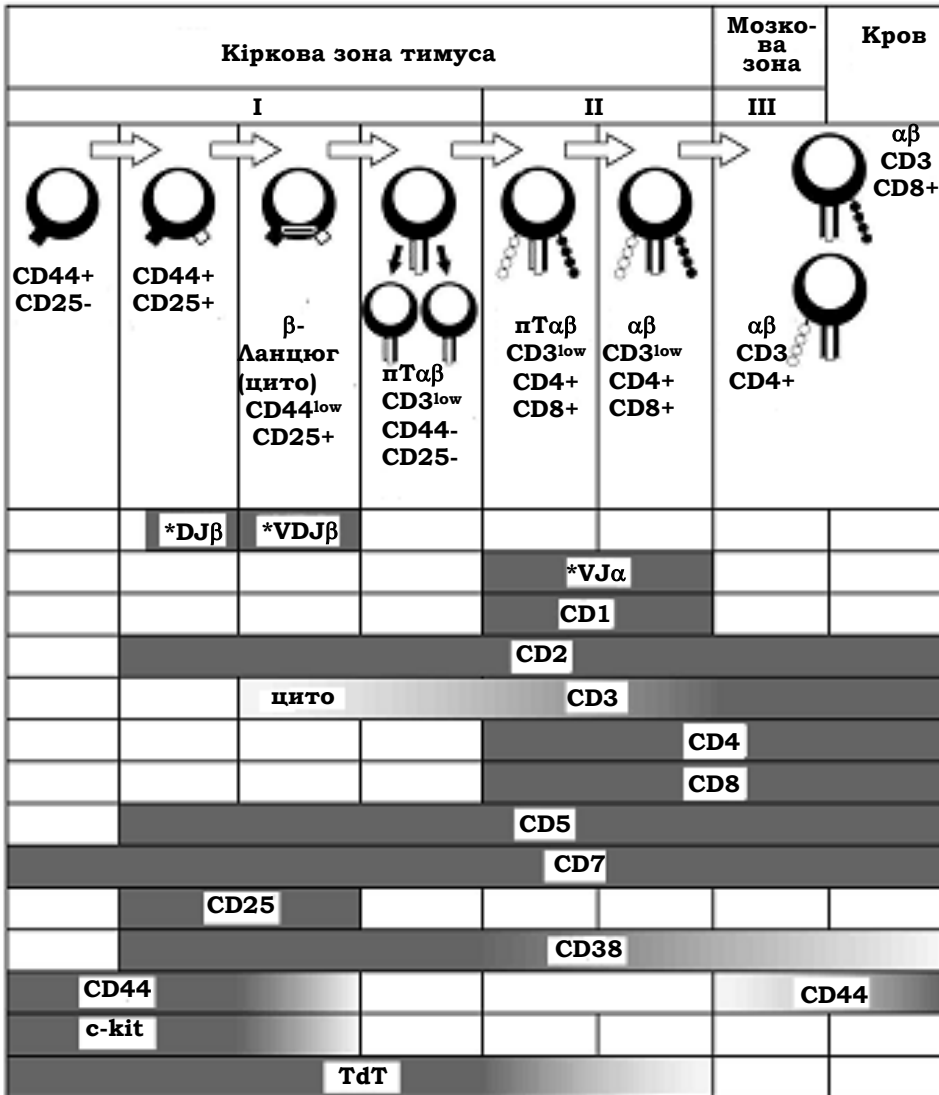 Кіркова зона тимуса
Мозко-
ва
зона
Кров
I
II
III
CD44+
CD25-
CD44+
CD25+
β-
Ланцюг
(цито)
CD44low
CD25+
пТαβ
CD3low
CD44-
CD25-
пТαβ
CD3low
CD4+
CD8+
αβ
CD3low
CD4+
CD8+
αβ
CD3
CD8+
αβ
CD3
CD4+
*DJβ
*VDJβ
*VJα
CD1
CD2
цито
CD3
CD4
CD8
CD5
CD7
CD25
CD38
CD44
CD44
c-kit
TdT